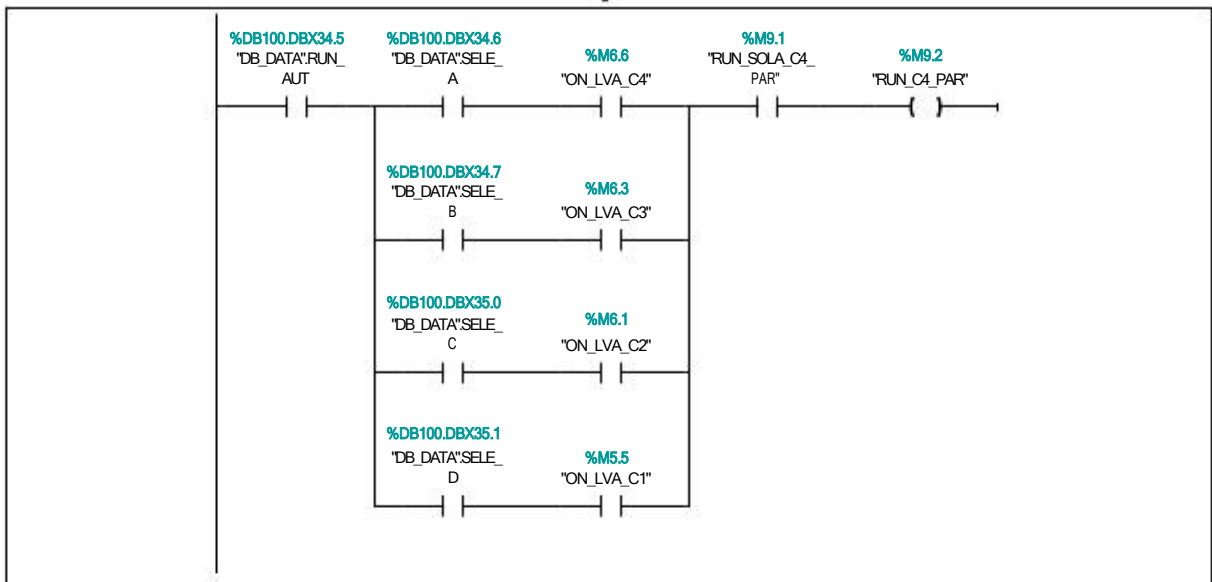 %DB100.DBX34.5
"DB_DATA".RUN_
AUT
%DB100.DBX34.6
"DB_DATA".SELE_
A
%M6.6
"ON_LVA_C4"
%M9.1
"RUN_SOLA_C4_
PAR"
%M9.2
"RUN_C4_PAR"
%DB100.DBX34.7
"DB_DATA".SELE_
B
%M6.3
"ON_LVA_C3"
%DB100.DBX35.0
"DB_DATA".SELE_
C
%M6.1
"ON_LVA_C2"
%DB100.DBX35.1
"DB_DATA".SELE_
D
%M5.5
"ON_LVA_C1"